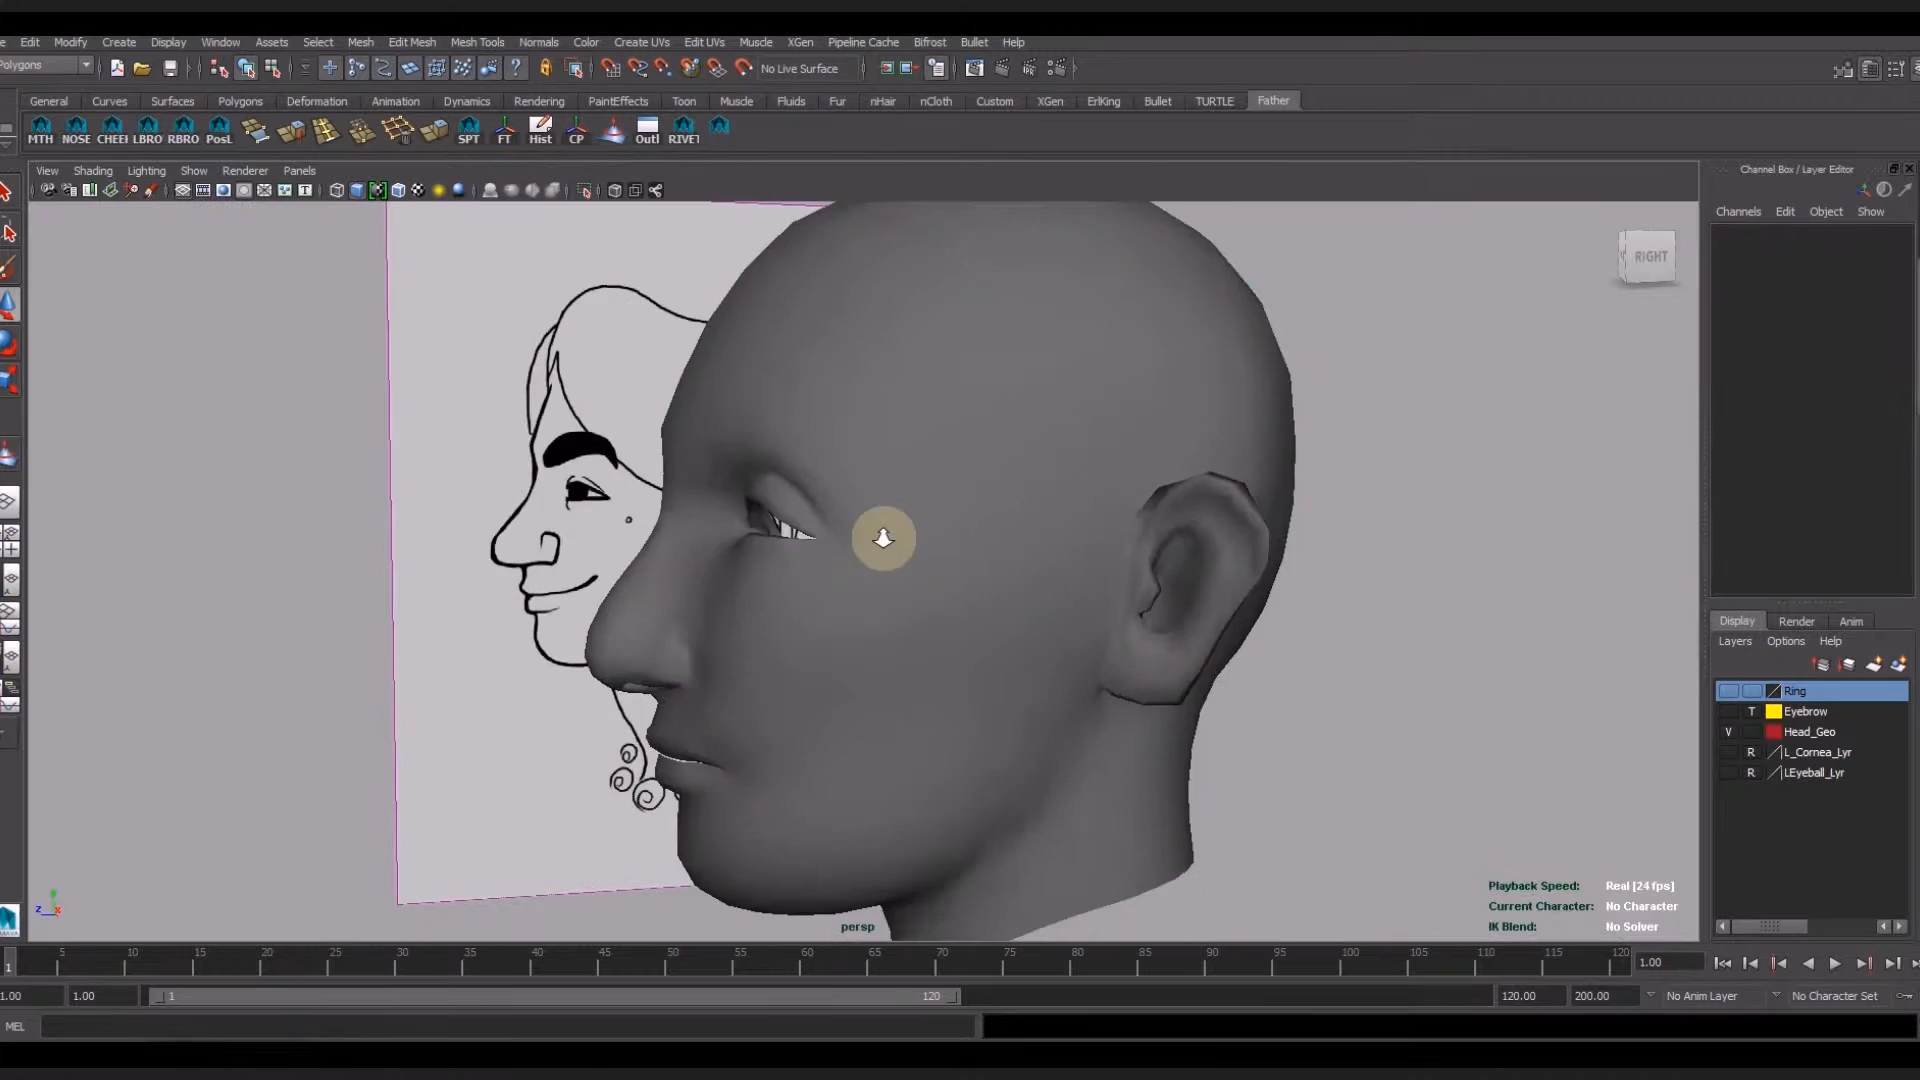 Edit Modify Create Display Window Assets Select Mesh Edit Mesh Mesh Tools Normals Color Create UVs Edit UVs Muscle XGen Pipeline Cache Bifrost Bullet Help
Polygons
No Live Surface
General Curves Surfaces Polygons Deformation Animation Dynamics Rendering PaintEffects Toon Muscle Fluids Fur nHair nCloth Custom XGen ErlKing Bullet TURTLE Father
MTH NOSE CHEEI LBRO RBRO PosL SPT FT Hist CP Outl RIVET
View Shading Lighting Show Renderer Panels
Channel Box / Layer Editor
Channels Edit Object Show
RIGHT
Display Render Anim
Layers Options Help
Ring
T Eyebrow
V Head_Geo
R L_Cornea_Lyr
R LEyeball_Lyr
Playback Speed: Real [24 fps]
Current Character: No Character
IK Blend: No Solver
z x
persp
1 5 10 15 20 25 30 35 40 45 50 55 60 65 70 75 80 85 90 95 100 105 110 115 120 1.00
1.00 1.00 1 120 120.00 200.00 No Anim Layer No Character Set
MEL